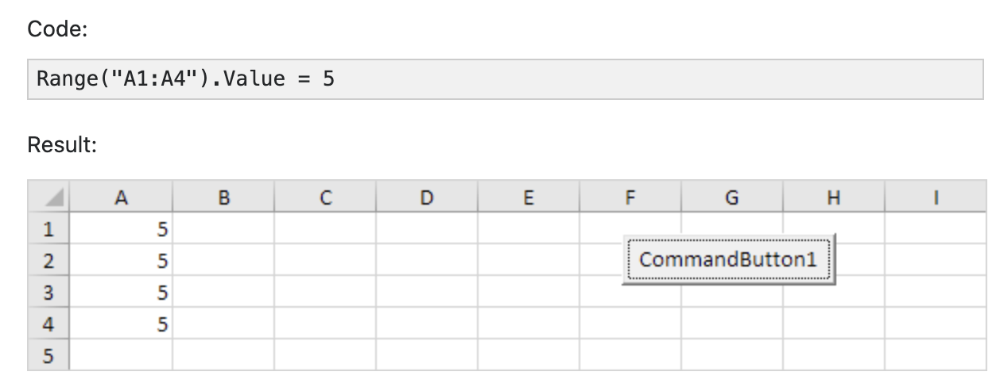 Code:
Range("A1:A4").Value = 5
Result:
A B C D E F G H I
1 5
2 5 CommandButton1
3 5
4 5
5